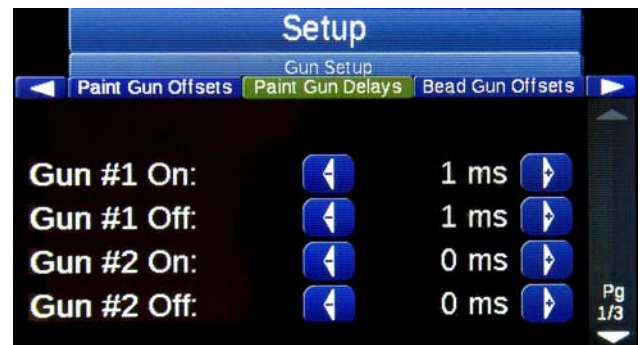 Setup
Gun Setup
Paint Gun Offsets Paint Gun Delays Bead Gun Offsets
Gun #1 On: - 1 ms +
Gun #1 Off: - 1 ms +
Gun #2 On: - 0 ms +
Gun #2 Off: - 0 ms +
Pg
1/3